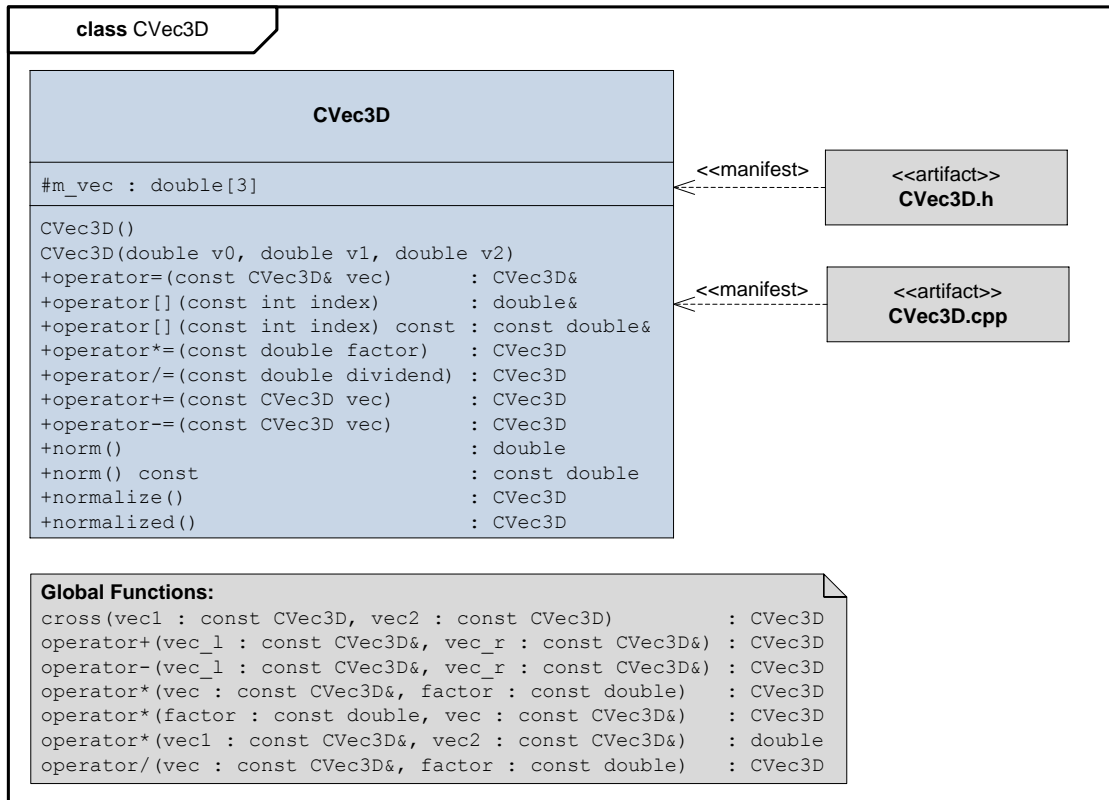 class CVec3D
CVec3D
#m_vec : double[3]
CVec3D()
CVec3D(double v0, double v1, double v2)
+operator=(const CVec3D& vec)       : CVec3D&
+operator[](const int index)        : double&
+operator[](const int index) const : const double&
+operator*=(const double factor)   : CVec3D
+operator/=(const double dividend) : CVec3D
+operator+=(const CVec3D vec)      : CVec3D
+operator-=(const CVec3D vec)      : CVec3D
+norm()                            : double
+norm() const                      : const double
+normalize()                       : CVec3D
+normalized()                      : CVec3D
<<manifest>
<<artifact>>
CVec3D.h
<<manifest>
<<artifact>>
CVec3D.cpp
Global Functions:
cross(vec1 : const CVec3D, vec2 : const CVec3D)         : CVec3D
operator+(vec_l : const CVec3D&, vec_r : const CVec3D&) : CVec3D
operator-(vec_l : const CVec3D&, vec_r : const CVec3D&) : CVec3D
operator*(vec : const CVec3D&, factor : const double)   : CVec3D
operator*(factor : const double, vec : const CVec3D&)   : CVec3D
operator*(vec1 : const CVec3D&, vec2 : const CVec3D&)   : double
operator/(vec : const CVec3D&, factor : const double)   : CVec3D